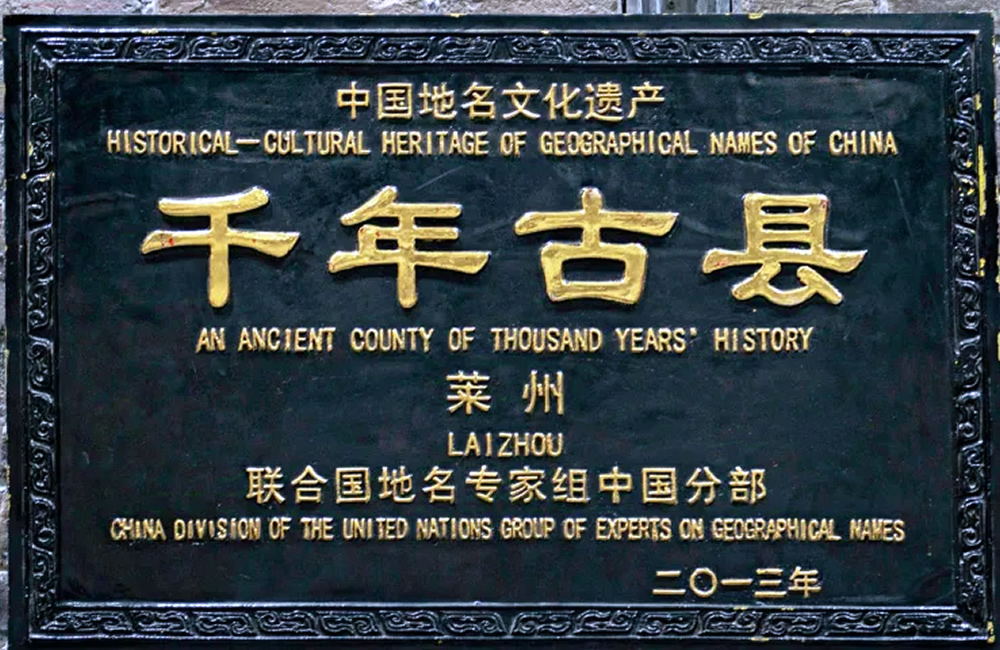 中国地名文化遗产
HISTORICAL—CULTURAL HERITAGE OF GEOGRAPHICAL NAMES OF CHINA
千年古县
AN ANCIENT COUNTY OF THOUSAND YEARS' HISTORY
莱州
LAIZHOU
联合国地名专家组中国分部
CHINA DIVISION OF THE UNITED NATIONS GROUP OF EXPERTS ON GEOGRAPHICAL NAMES
二〇一三年